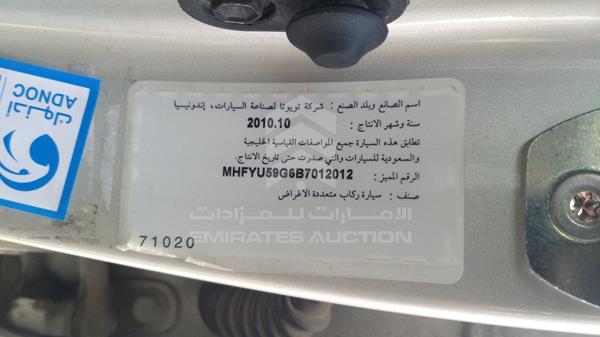 ادنـوك
ADNOC
اسم الصانع وبلد الصنع : شركة تويوتا لصناعة السيارات ، إندونيسيا
سنة وشهر الانتاج : 2010.10
تطابق هذه السيارة جميع المواصفات القياسية الخليجية
والسعودية للسيارات والتي صدرت حتى تاريخ الانتاج.
الرقم المميز : MHFYU59G6B7012012
صنف : سيارة ركاب متعددة الاغراض
الامارات للمزادات
EMIRATES AUCTION
71020